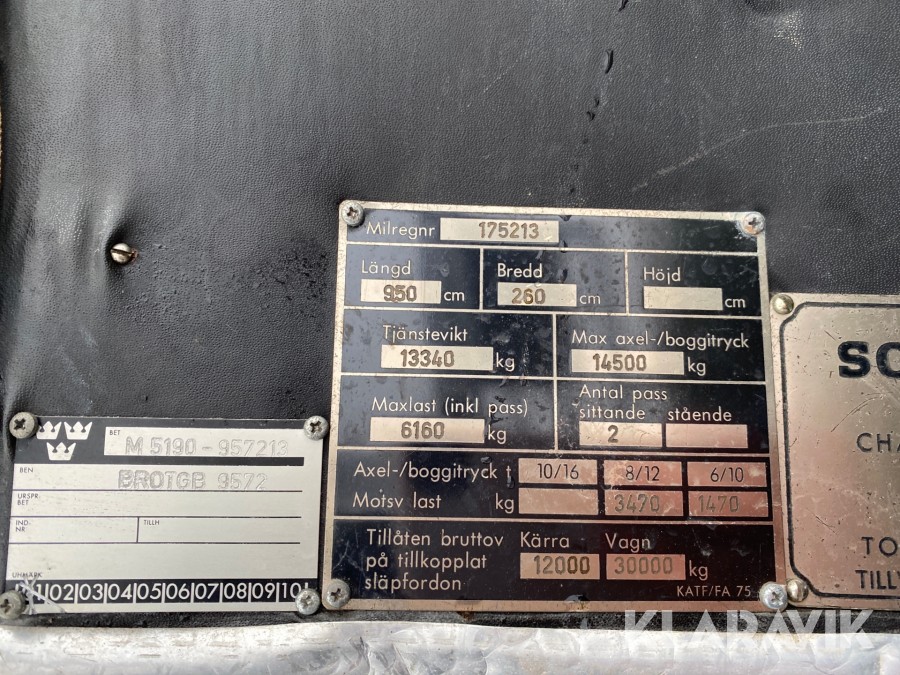 Milregnr 175213
Längd Bredd Höjd
950 cm 260 cm cm
Tjänstevikt Max axel-/boggitryck
13340 kg 14500 kg
Maxlast (inkl pass) Antal pass
sittande stående
6160 kg 2
Axel-/boggitryck t 10/16 8/12 6/10
Motsv last kg 3470 1470
Tillåten bruttov Kärra Vagn
på tillkopplat 12000 30000 kg
släpfordon KATF/FA 75
BET M 5190-957213
BEN BROTGB 9572
URSPR. BET
IND. NR TILLH
UNMÄRK
01|02|03|04|05|06|07|08|09|10
SC
CHA
TO
TILLV
KLARAVIK